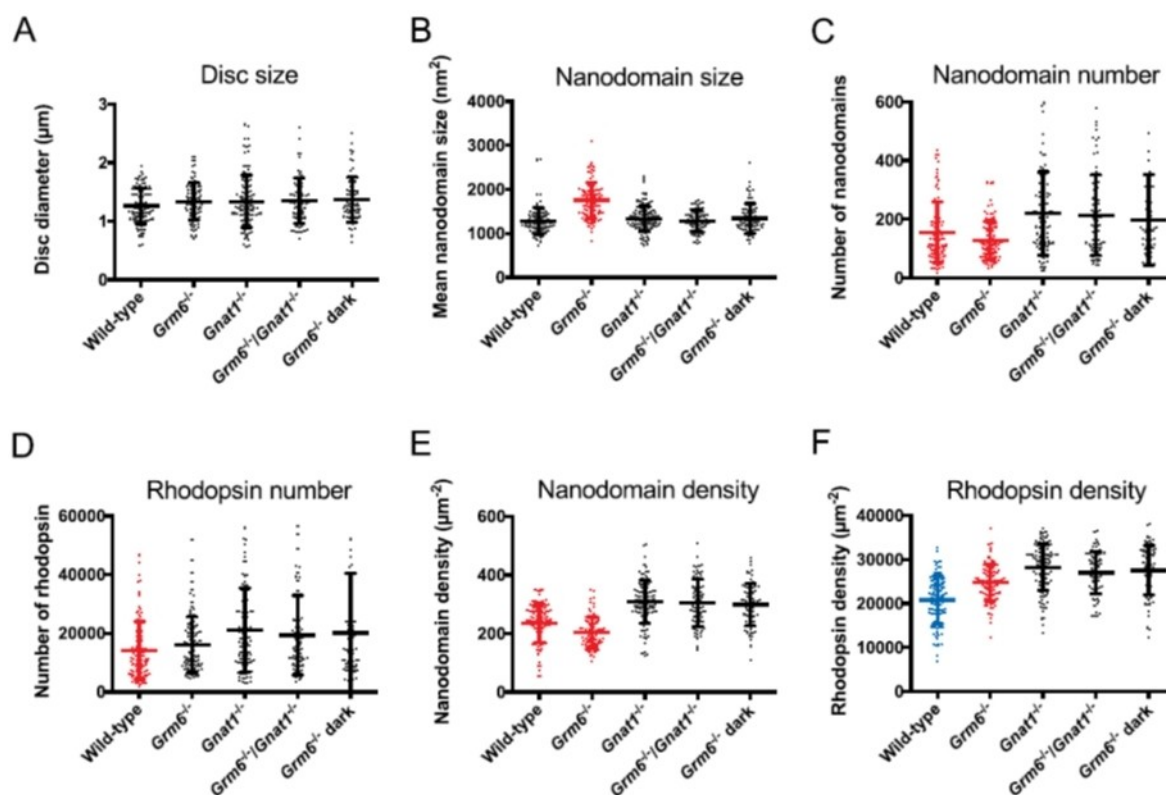 A
Disc size
Disc diameter (µm)
3
2
1
0
Wild-type
Grm6-/-
Gnat1-/-
Grm6-/-/Gnat1-/-
Grm6-/- dark
B
Nanodomain size
Mean nanodomain size (nm²)
4000
3000
2000
1000
0
Wild-type
Grm6-/-
Gnat1-/-
Grm6-/-/Gnat1-/-
Grm6-/- dark
C
Nanodomain number
Number of nanodomains
600
400
200
0
Wild-type
Grm6-/-
Gnat1-/-
Grm6-/-/Gnat1-/-
Grm6-/- dark
D
Rhodopsin number
Number of rhodopsin
60000
40000
20000
0
Wild-type
Grm6-/-
Gnat1-/-
Grm6-/-/Gnat1-/-
Grm6-/- dark
E
Nanodomain density
Nanodomain density (µm⁻²)
600
400
200
0
Wild-type
Grm6-/-
Gnat1-/-
Grm6-/-/Gnat1-/-
Grm6-/- dark
F
Rhodopsin density
Rhodopsin density (µm⁻²)
40000
30000
20000
10000
0
Wild-type
Grm6-/-
Gnat1-/-
Grm6-/-/Gnat1-/-
Grm6-/- dark